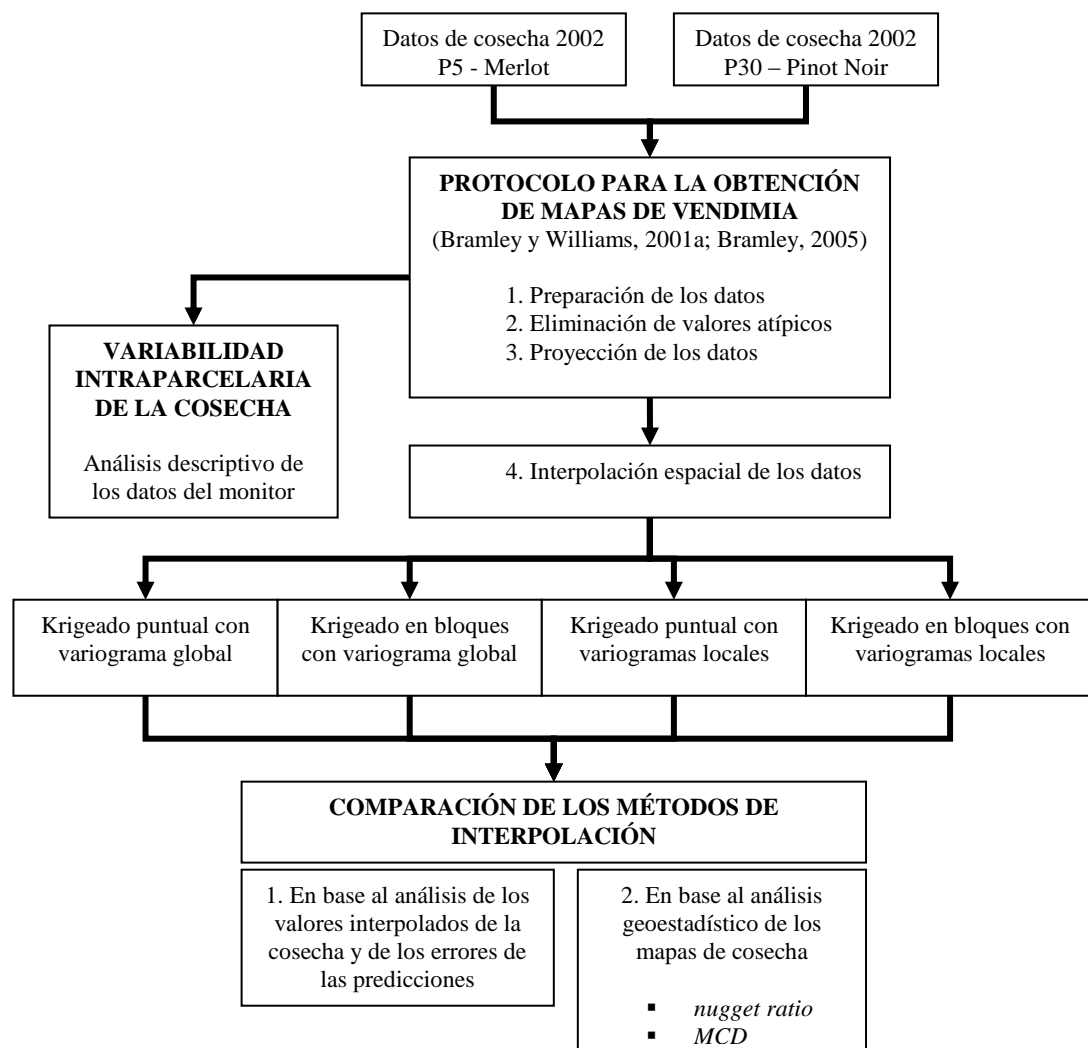 Datos de cosecha 2002
P5 - Merlot
Datos de cosecha 2002
P30 – Pinot Noir
PROTOCOLO PARA LA OBTENCIÓN
DE MAPAS DE VENDIMIA
(Bramley y Williams, 2001a; Bramley, 2005)
1. Preparación de los datos
2. Eliminación de valores atípicos
3. Proyección de los datos
VARIABILIDAD
INTRAPARCELARIA
DE LA COSECHA
Análisis descriptivo de
los datos del monitor
4. Interpolación espacial de los datos
Krigeado puntual con
variograma global
Krigeado en bloques
con variograma global
Krigeado puntual con
variogramas locales
Krigeado en bloques con
variogramas locales
COMPARACIÓN DE LOS MÉTODOS DE
INTERPOLACIÓN
1. En base al análisis de los
valores interpolados de la
cosecha y de los errores de
las predicciones
2. En base al análisis
geoestadístico de los
mapas de cosecha
▪ nugget ratio
▪ MCD